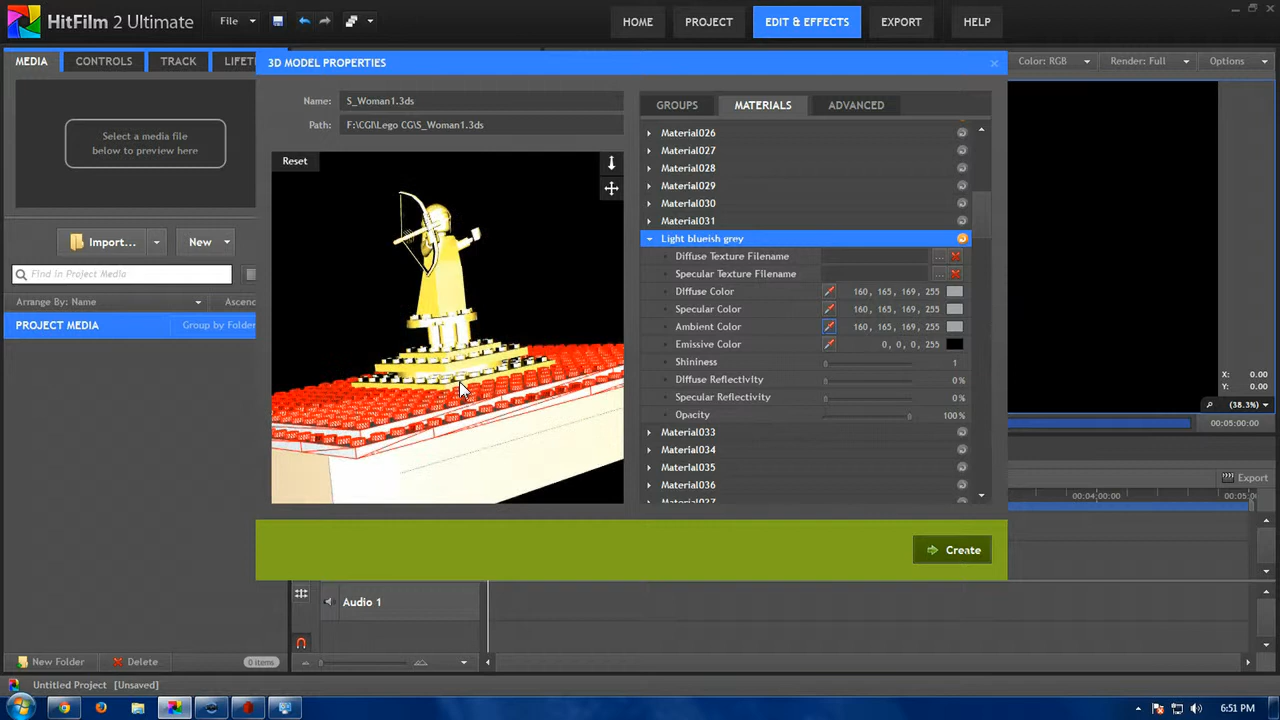 HITFILM 2 Ultimate
File
HOME
PROJECT
EDIT & EFFECTS
EXPORT
HELP
MEDIA
CONTROLS
TRACK
3D MODEL PROPERTIES
Color: RGB
Render: Full
Options
Select a media file
below to preview here
Name:
S_Woman1.3ds
Path:
F:\CGI\Lego CG\S_Woman1.3ds
GROUPS
MATERIALS
ADVANCED
Reset
Import...
New
Find in Project Media
Arrange By: Name
PROJECT MEDIA
Group by Folder
Material026
Material027
Material028
Material029
Material030
Material031
Light blueish grey
Diffuse Texture Filename
...
Specular Texture Filename
...
Diffuse Color
160, 165, 169, 255
Specular Color
160, 165, 169, 255
Ambient Color
160, 165, 169, 255
Emissive Color
0, 0, 0, 255
Shininess
1
Diffuse Reflectivity
0%
Specular Reflectivity
0%
Opacity
100%
Material033
Material034
Material035
Material036
X: 0.00
Y: 0.00
(38.3%)
00:05:00:00
Export
00:04:00:00
Create
Audio 1
New Folder
Delete
0 items
Untitled Project [Unsaved]
6:51 PM